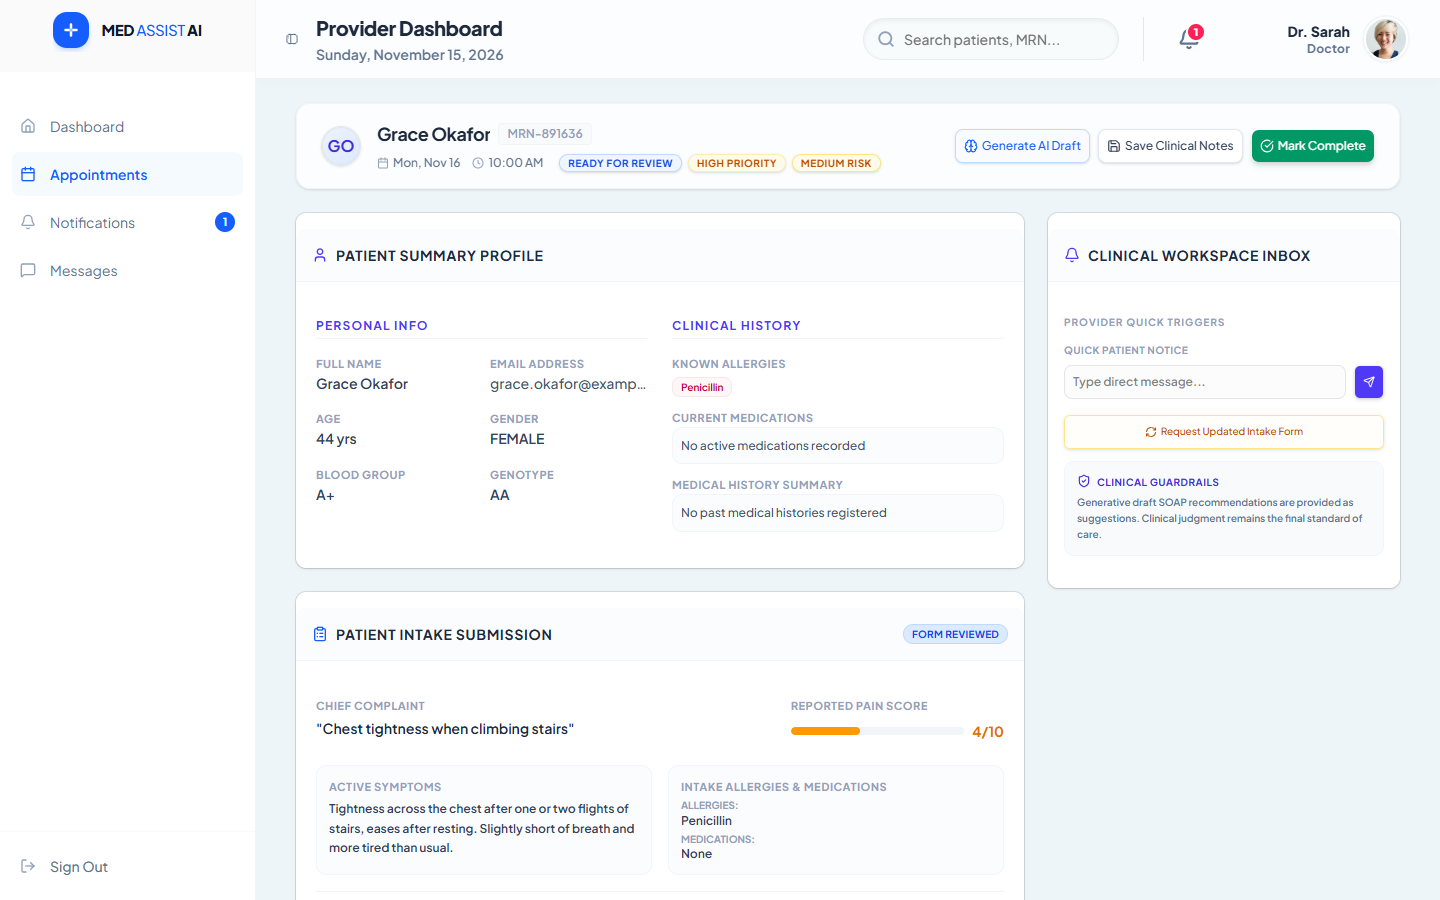 MED ASSIST AI
Provider Dashboard
Sunday, November 15, 2026
Search patients, MRN...
1
Dr. Sarah
Doctor
Dashboard
Appointments
Notifications
1
Messages
Sign Out
GO
Grace Okafor
MRN-891636
Mon, Nov 16
10:00 AM
READY FOR REVIEW
HIGH PRIORITY
MEDIUM RISK
Generate AI Draft
Save Clinical Notes
Mark Complete
PATIENT SUMMARY PROFILE
PERSONAL INFO
FULL NAME
Grace Okafor
EMAIL ADDRESS
grace.okafor@examp...
AGE
44 yrs
GENDER
FEMALE
BLOOD GROUP
A+
GENOTYPE
AA
CLINICAL HISTORY
KNOWN ALLERGIES
Penicillin
CURRENT MEDICATIONS
No active medications recorded
MEDICAL HISTORY SUMMARY
No past medical histories registered
CLINICAL WORKSPACE INBOX
PROVIDER QUICK TRIGGERS
QUICK PATIENT NOTICE
Type direct message...
Request Updated Intake Form
CLINICAL GUARDRAILS
Generative draft SOAP recommendations are provided as
suggestions. Clinical judgment remains the final standard of
care.
PATIENT INTAKE SUBMISSION
FORM REVIEWED
CHIEF COMPLAINT
"Chest tightness when climbing stairs"
REPORTED PAIN SCORE
4/10
ACTIVE SYMPTOMS
Tightness across the chest after one or two flights of
stairs, eases after resting. Slightly short of breath and
more tired than usual.
INTAKE ALLERGIES & MEDICATIONS
ALLERGIES:
Penicillin
MEDICATIONS:
None